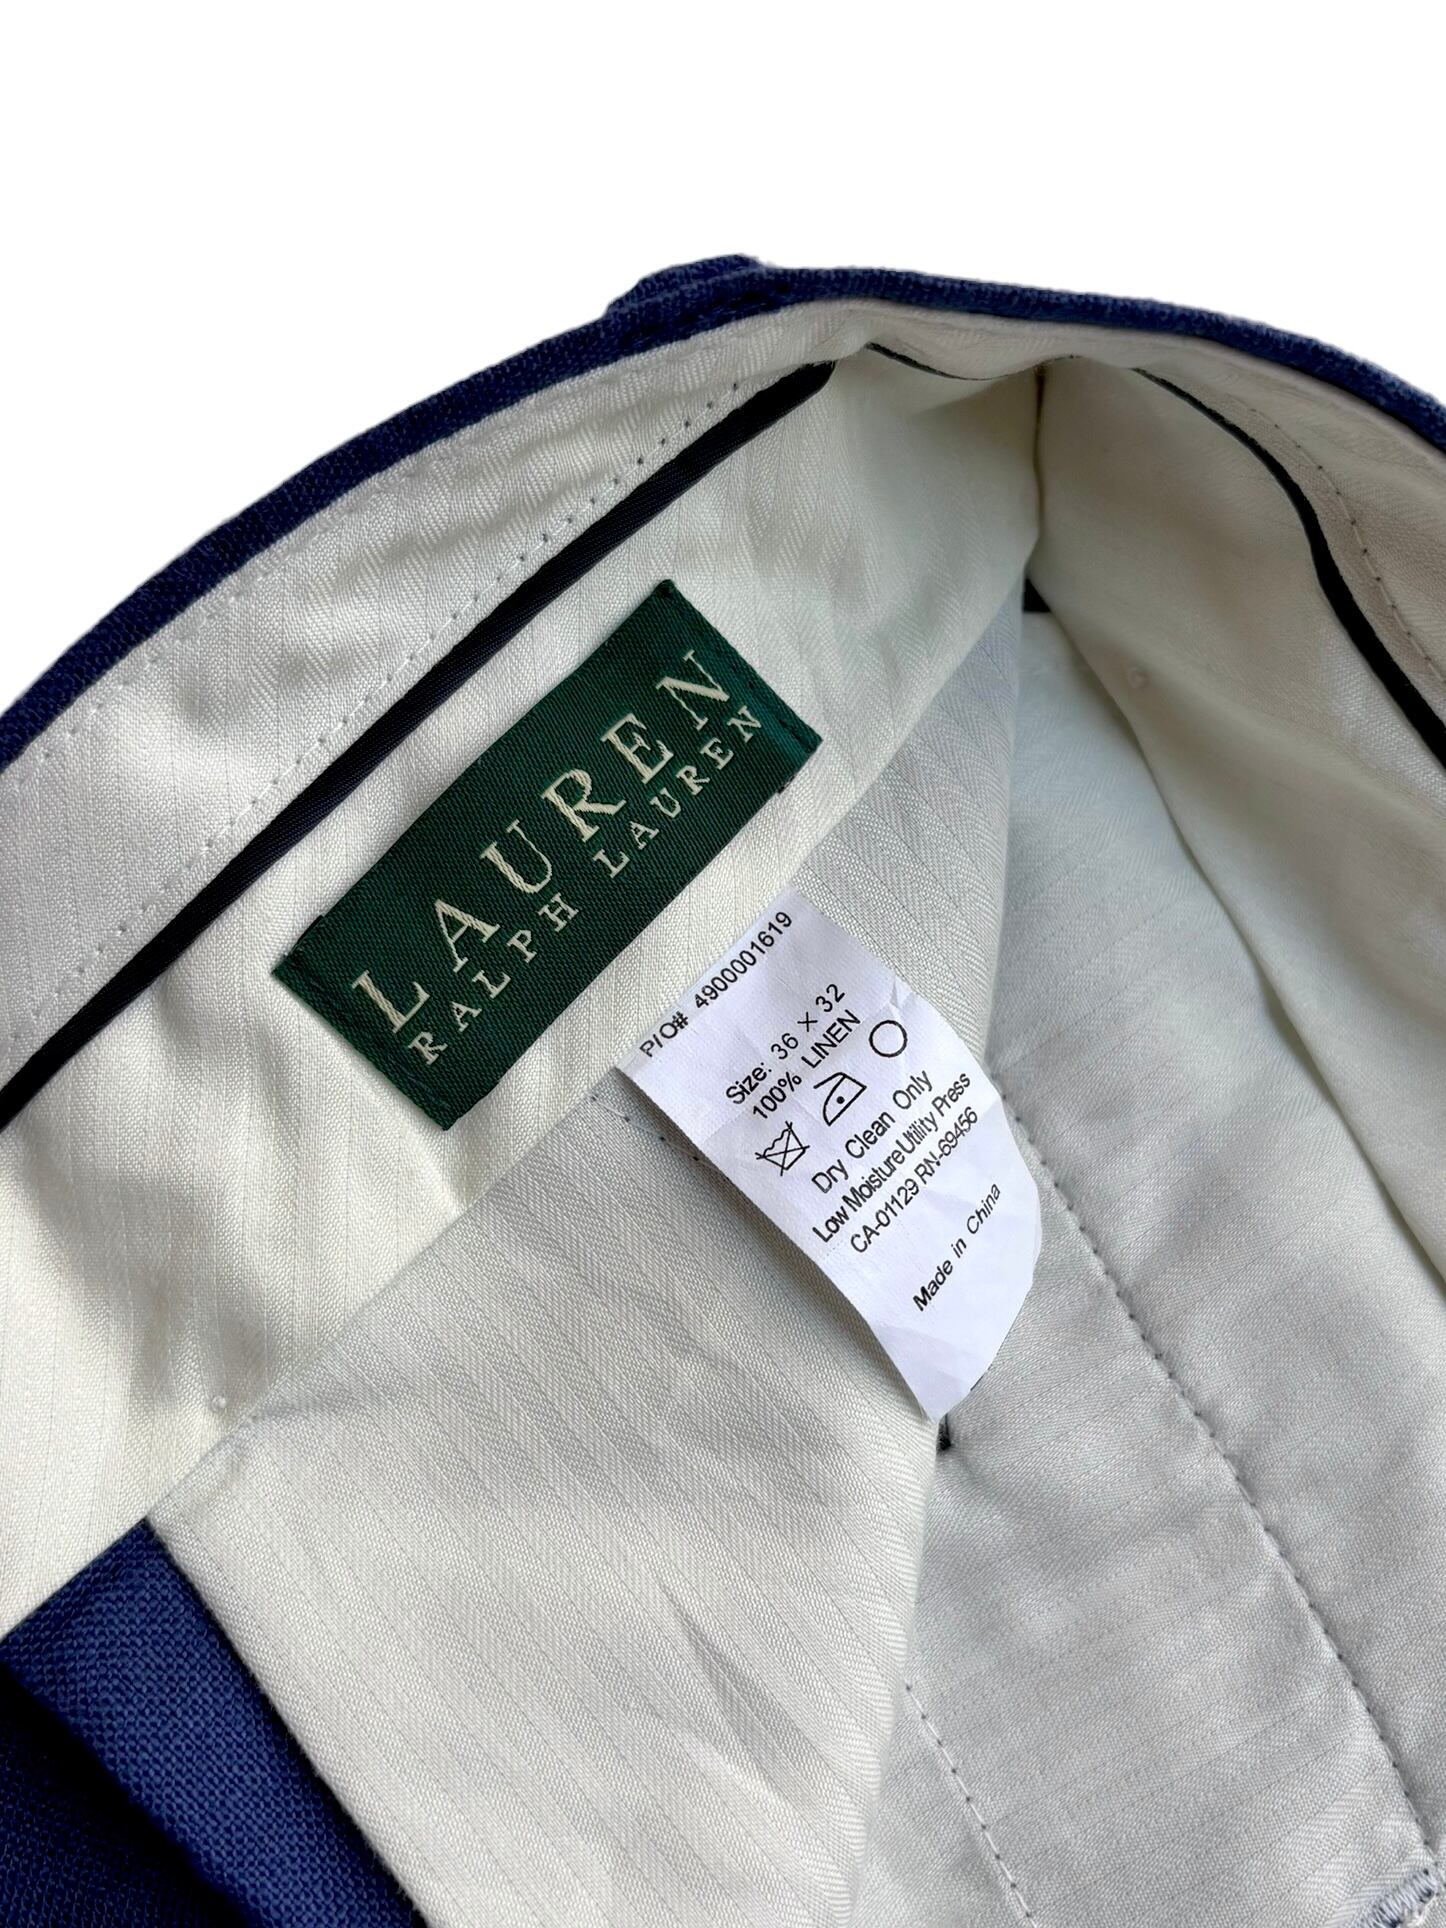 LAUREN
RALPH LAUREN
P/O# 4900001619
Size: 36 X 32
100% LINEN
Dry Clean Only
Low Moisture Utility Press
CA-01129 RN-69456
Made in China